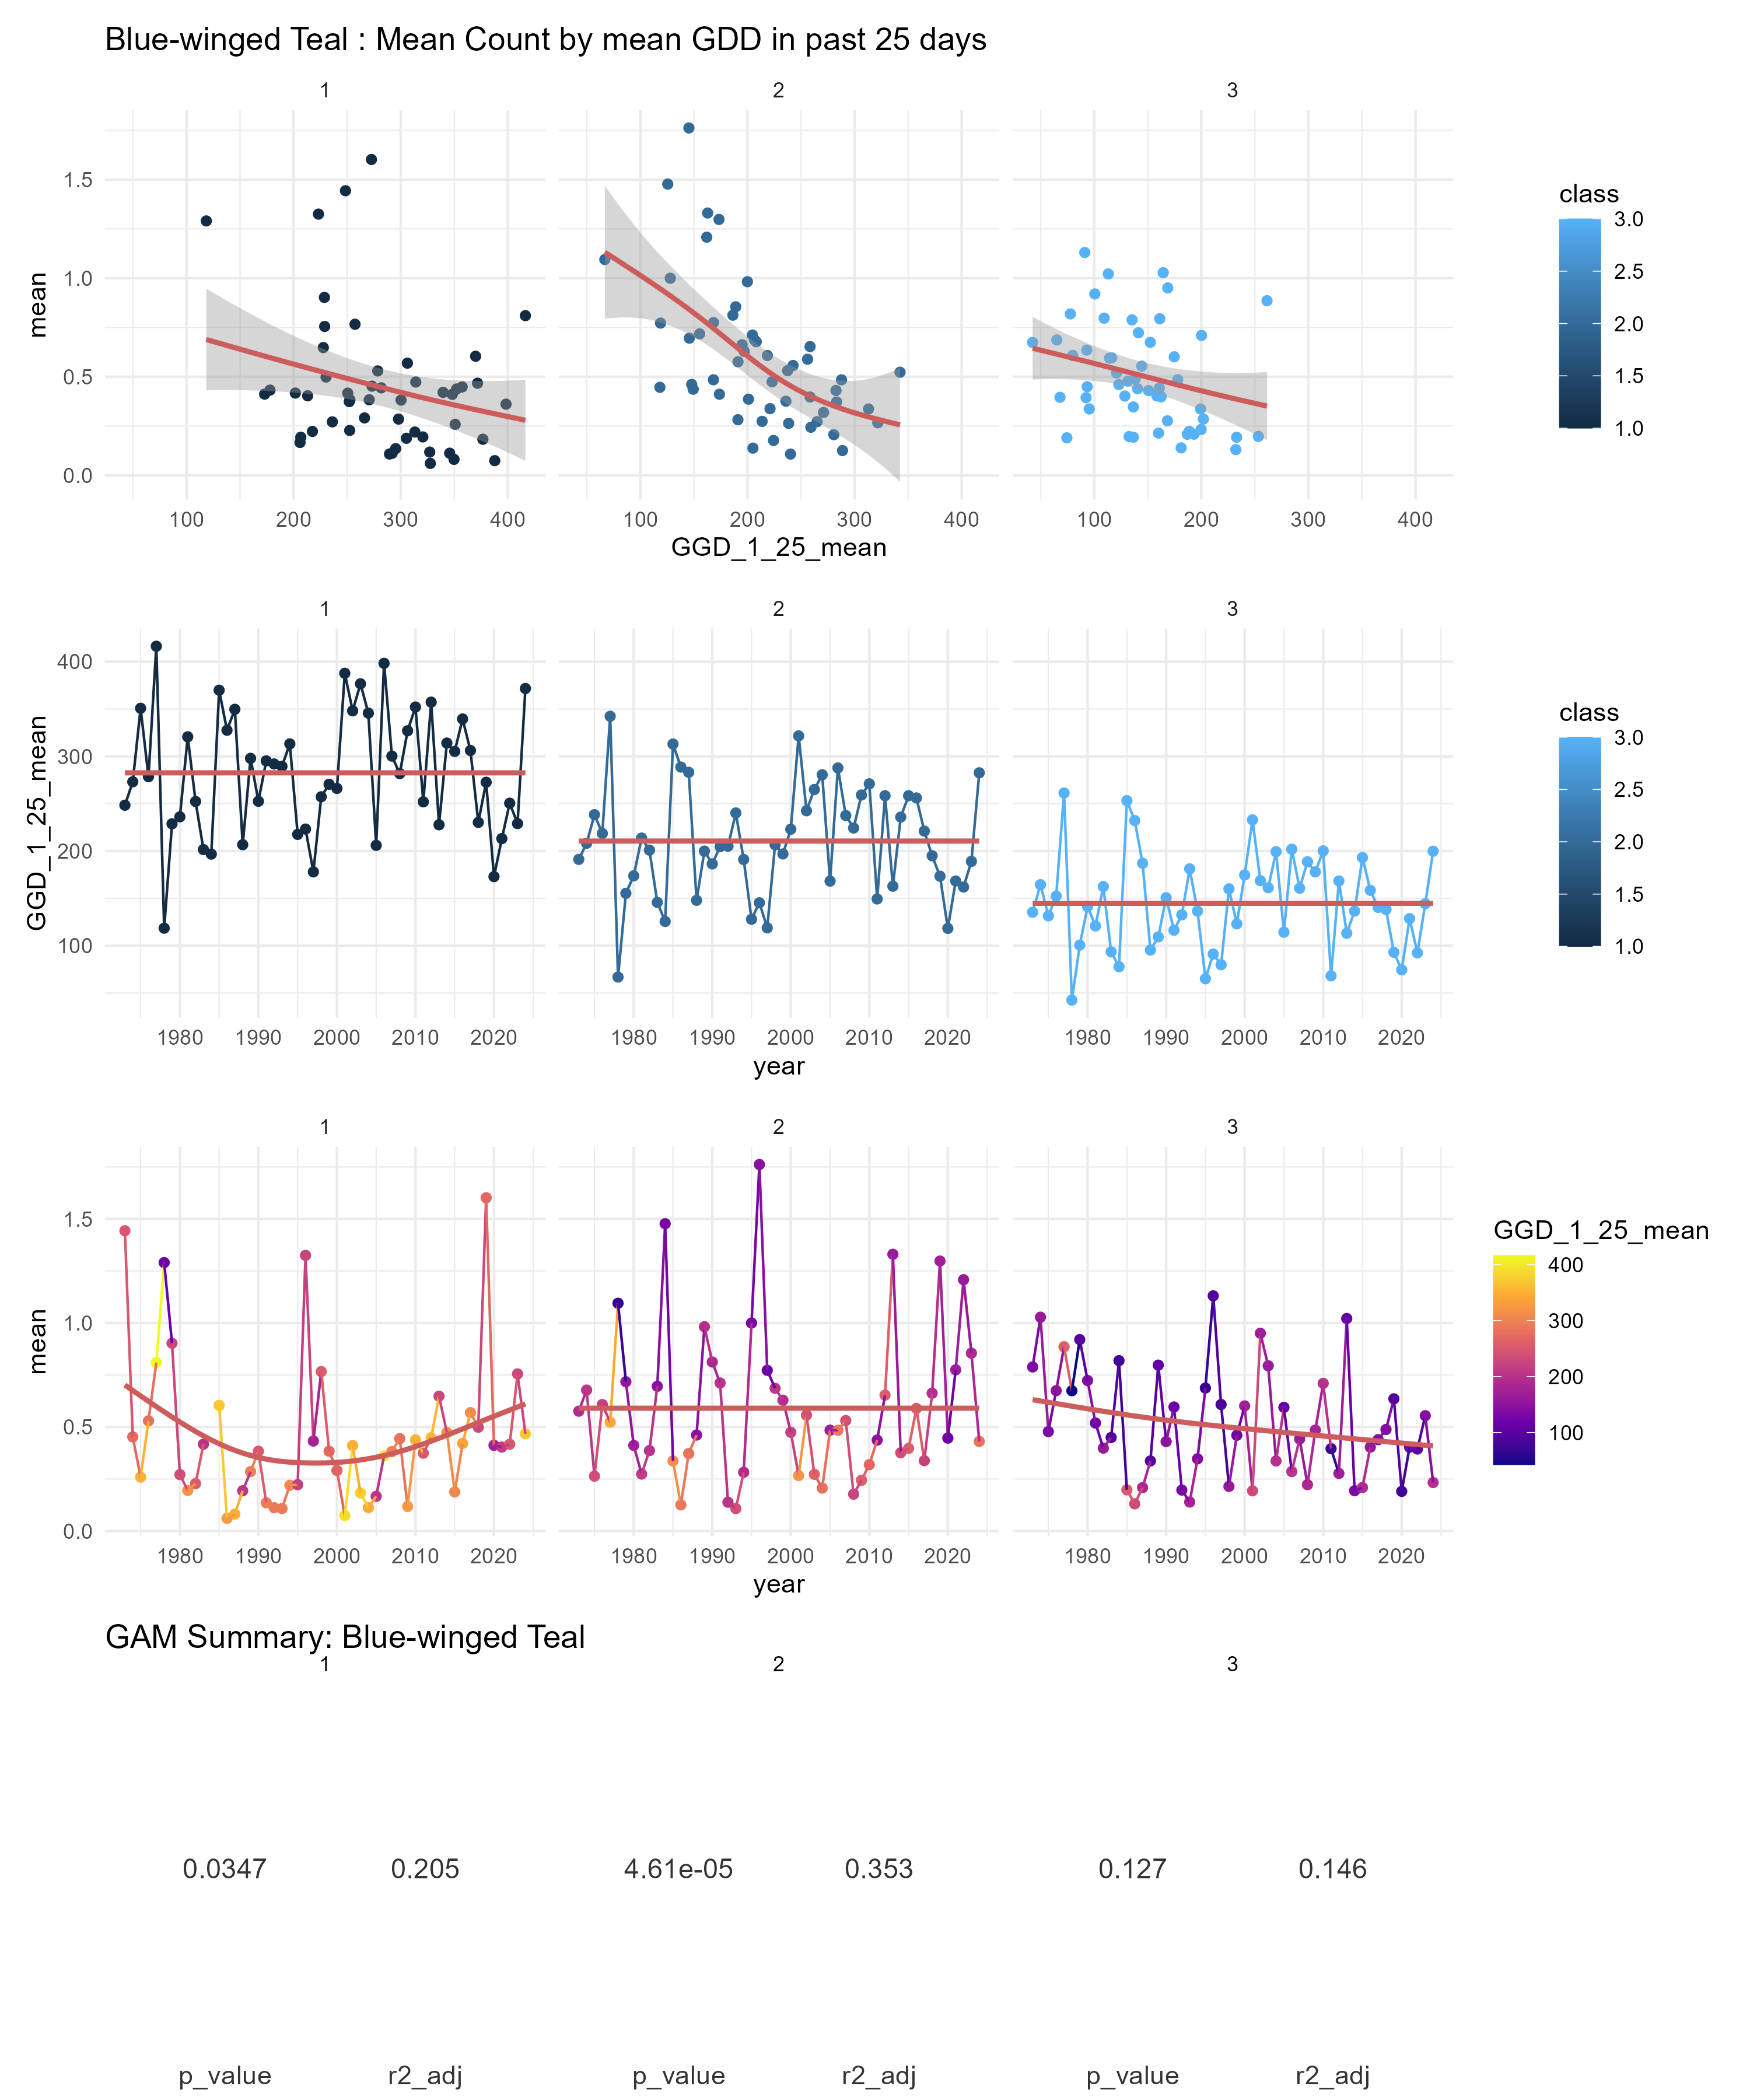 Blue-winged Teal : Mean Count by mean GDD in past 25 days
1 2 3
mean
1.5
1.0
0.5
0.0
100 200 300 400 100 200 300 400 100 200 300 400
GGD_1_25_mean
class
3.0
2.5
2.0
1.5
1.0
1 2 3
GGD_1_25_mean
400
300
200
100
1980 1990 2000 2010 2020 1980 1990 2000 2010 2020 1980 1990 2000 2010 2020
year
class
3.0
2.5
2.0
1.5
1.0
1 2 3
mean
1.5
1.0
0.5
0.0
1980 1990 2000 2010 2020 1980 1990 2000 2010 2020 1980 1990 2000 2010 2020
year
GGD_1_25_mean
400
300
200
100
GAM Summary: Blue-winged Teal
1 2 3
0.0347 0.205 4.61e-05 0.353 0.127 0.146
p_value r2_adj p_value r2_adj p_value r2_adj